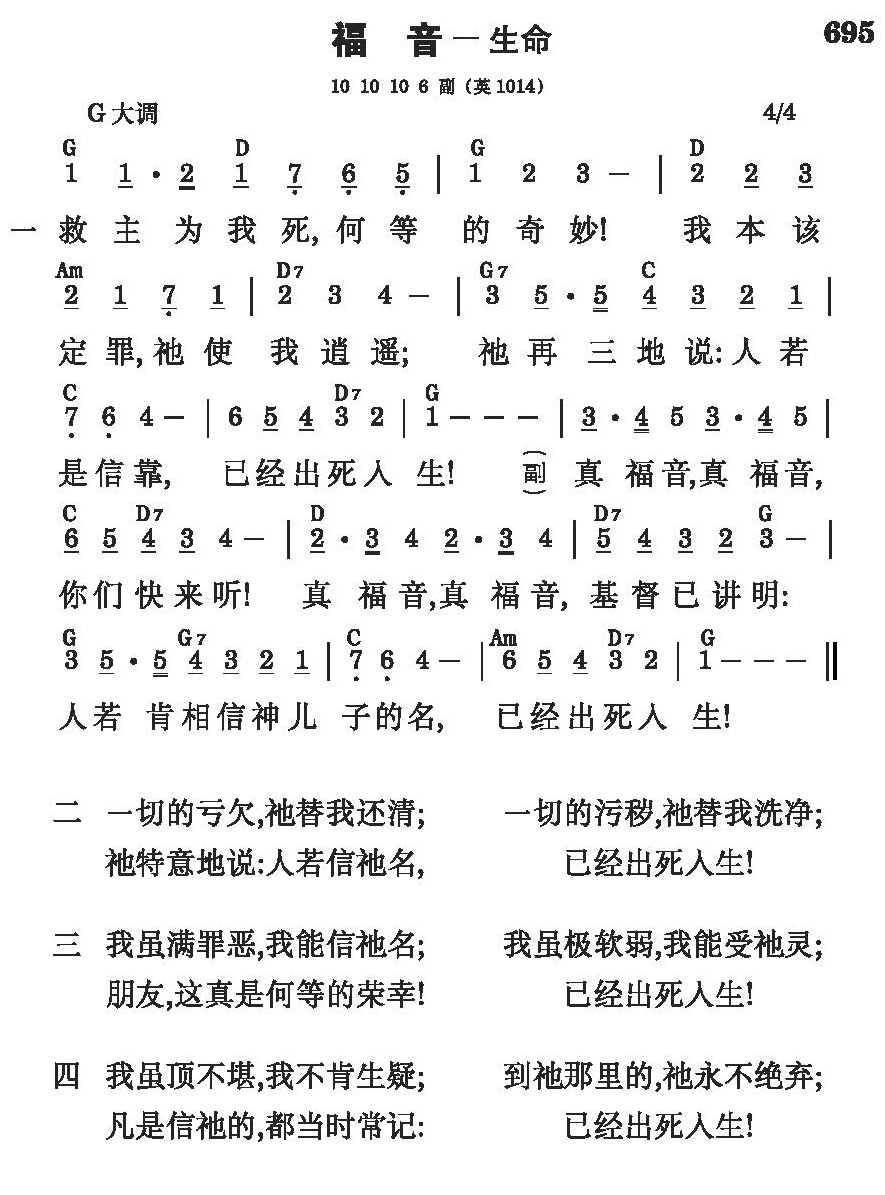 福 音－生命 695
10 10 10 6 副（英1014）
G大调 4/4
G D G D
1 1 · 2 1 7 6 5 | 1 2 3 － | 2 2 3
一 救 主 为 我 死, 何 等 的 奇 妙! 我 本 该
Am D7 G7 C
2 1 7 1 | 2 3 4 － | 3 5 · 5 4 3 2 1 |
定 罪, 祂 使 我 逍 遥; 祂 再 三 地 说: 人 若
C D7 G
7 6 4 － | 6 5 4 3 2 | 1 － － － | 3 · 4 5 3 · 4 5 |
是 信 靠, 已 经 出 死 入 生! （副） 真 福 音,真 福 音,
C D7 D D7 G
6 5 4 3 4 － | 2 · 3 4 2 · 3 4 | 5 4 3 2 3 － |
你 们 快 来 听! 真 福 音,真 福 音, 基 督 已 讲 明:
G G7 C Am D7 G
3 5 · 5 4 3 2 1 | 7 6 4 － | 6 5 4 3 2 | 1 － － － ||
人 若 肯 相 信 神 儿 子 的 名, 已 经 出 死 入 生!
二 一切的亏欠,祂替我还清; 一切的污秽,祂替我洗净;
祂特意地说:人若信祂名, 已经出死入生!
三 我虽满罪恶,我能信祂名; 我虽极软弱,我能受祂灵;
朋友,这真是何等的荣幸! 已经出死入生!
四 我虽顶不堪,我不肯生疑; 到祂那里的,祂永不绝弃;
凡是信祂的,都当时常记: 已经出死入生!